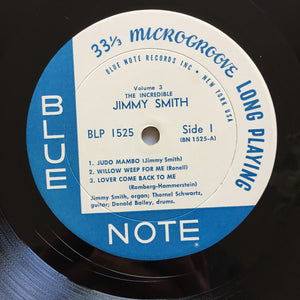 33⅓ MICROGROOVE LONG PLAYING
BLUE NOTE RECORDS INC • NEW YORK USA
Volume 3
THE INCREDIBLE
JIMMY SMITH
BLP 1525 Side 1
(BN 1525-A)
1. JUDO MAMBO (Jimmy Smith)
2. WILLOW WEEP FOR ME (Ronell)
3. LOVER COME BACK TO ME
(Romberg-Hammerstein)
Jimmy Smith, organ; Thornel Schwartz,
guitar; Donald Bailey, drums.
BLUE
NOTE
®